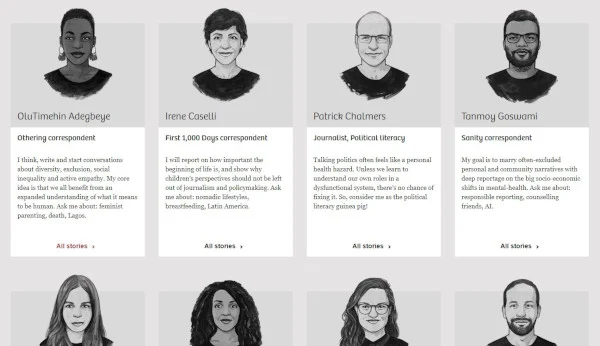 OluTimehin Adegbeye
Othering correspondent
I think, write and start conversations
about diversity, exclusion, social
inequality and active empathy. My core
idea is that we all benefit from an
expanded understanding of what it means
to be human. Ask me about: feminist
parenting, death, Lagos.
All stories ›
Irene Caselli
First 1,000 Days correspondent
I will report on how important the
beginning of life is, and show why
children's perspectives should not be left
out of journalism and policymaking. Ask
me about: nomadic lifestyles,
breastfeeding, Latin America.
All stories ›
Patrick Chalmers
Journalist, Political literacy
Talking politics often feels like a personal
health hazard. Unless we learn to
understand our own roles in a
dysfunctional system, there's no chance of
fixing it. So, consider me as the political
literacy guinea pig!
All stories ›
Tanmoy Goswami
Sanity correspondent
My goal is to marry often-excluded
personal and community narratives with
deep reportage on the big socio-economic
shifts in mental-health. Ask me about:
responsible reporting, counselling
friends, AI.
All stories ›